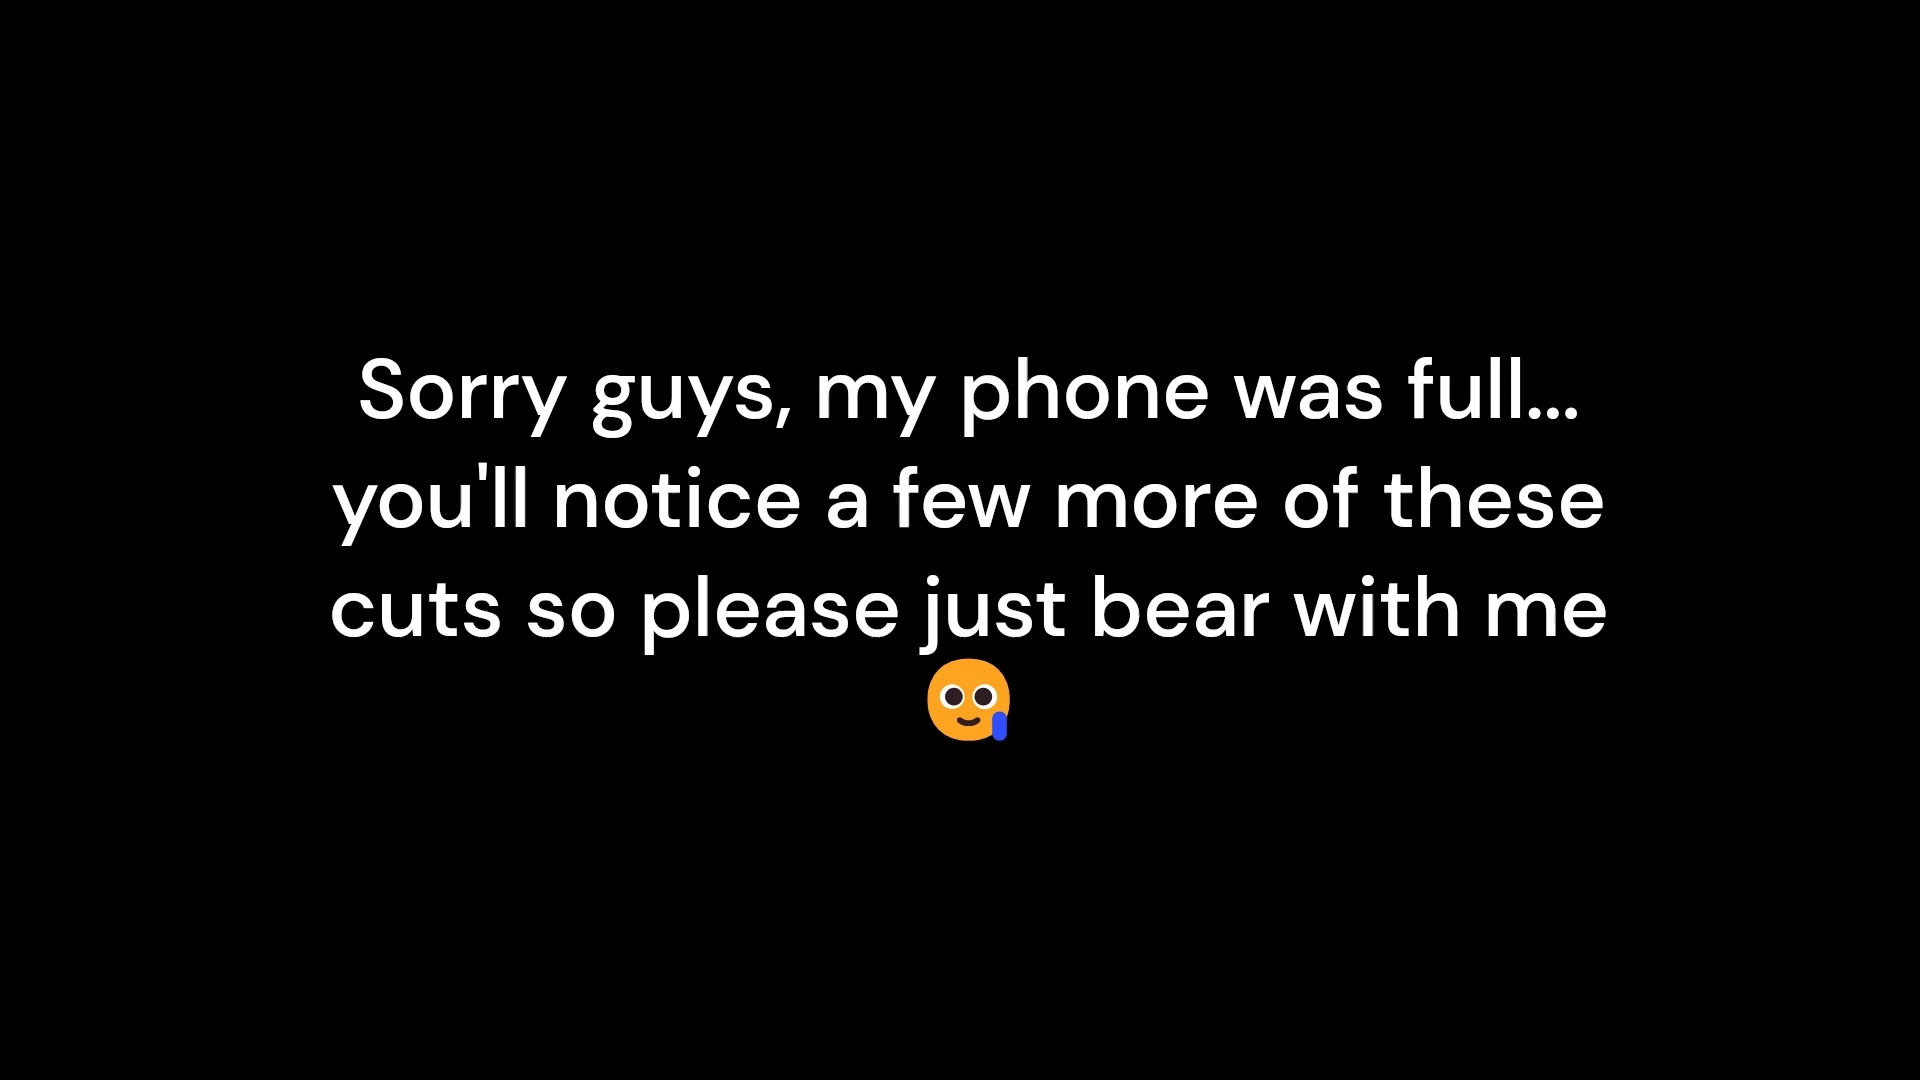 Sorry guys, my phone was full...
you'll notice a few more of these
cuts so please just bear with me
🥲